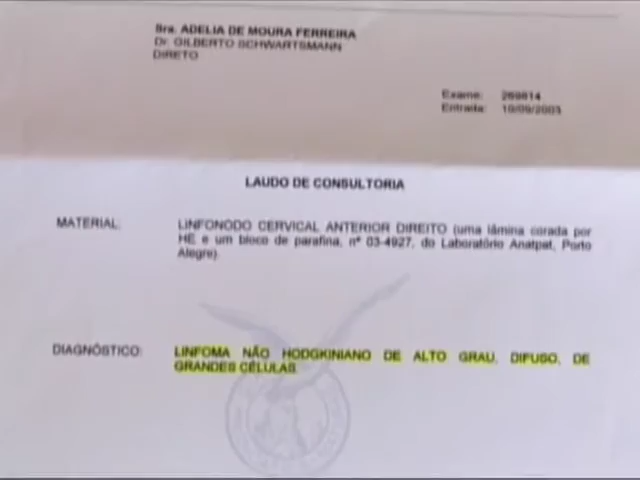 Sra. ADELIA DE MOURA FERREIRA
Dr. GILBERTO SCHWARTSMANN
DIRETO
Exame: 269814
Entrada: 10/09/2003
LAUDO DE CONSULTORIA
MATERIAL: LINFONODO CERVICAL ANTERIOR DIREITO (uma lâmina corada por
HE e um bloco de parafina, nº 03-4927, do Laboratório Anatpat, Porto
Alegre).
DIAGNÓSTICO: LINFOMA NÃO HODGKINIANO DE ALTO GRAU, DIFUSO, DE
GRANDES CÉLULAS.